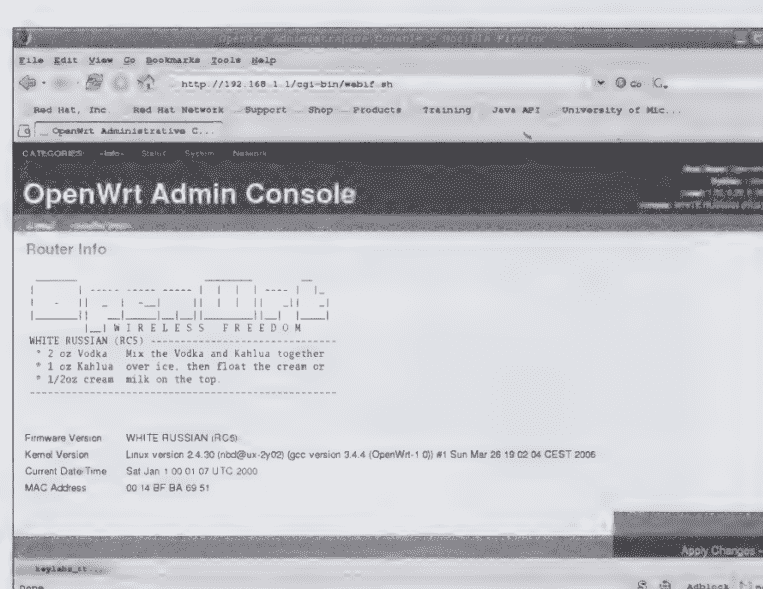 OpenWrt Administrative Console - Mozilla Firefox
File Edit View Go Bookmarks Tools Help
http://192.168.1.1/cgi-bin/webif.sh Go
Red Hat, Inc. Red Hat Network Support Shop Products Training Java API University of Mic...
OpenWrt Administrative C...
CATEGORIES: Info Status System Network
OpenWrt Admin Console
Router Info
W I R E L E S S   F R E E D O M
WHITE RUSSIAN (RC5) -------------------------------
* 2 oz Vodka   Mix the Vodka and Kahlua together
* 1 oz Kahlua  over ice, then float the cream or
* 1/2oz cream  milk on the top.
Firmware Version WHITE RUSSIAN (RC5)
Kernel Version Linux version 2.4.30 (nbd@ux-2y02) (gcc version 3.4.4 (OpenWrt-1.0)) #1 Sun Mar 26 19:02:04 CEST 2006
Current Date/Time Sat Jan 1 00:01:07 UTC 2000
MAC Address 00:14:BF:BA:69:51
Apply Changes
Done Adblock